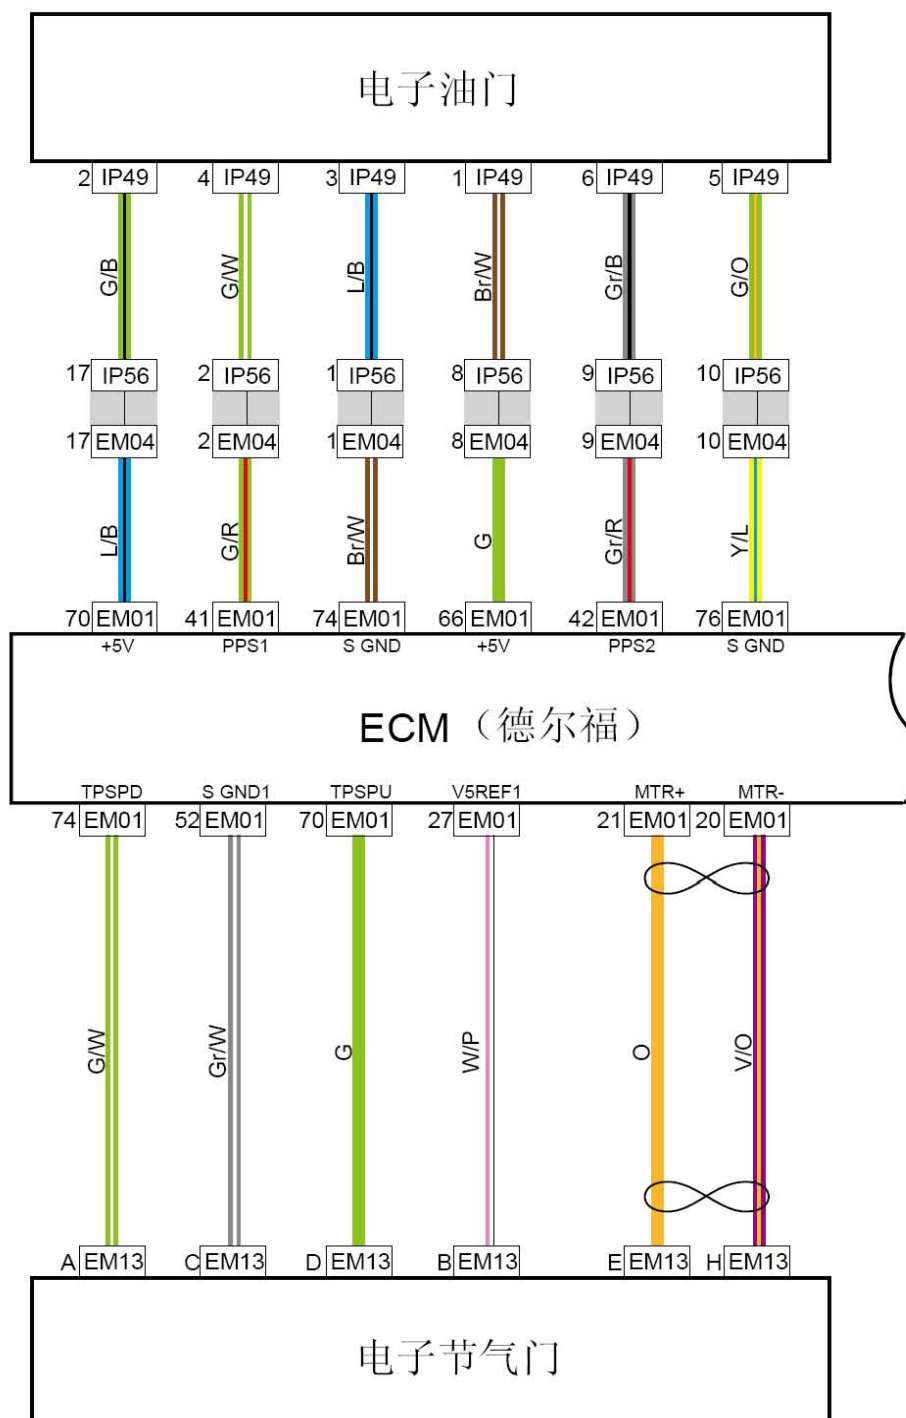 电子油门
2 IP49 4 IP49 3 IP49 1 IP49 6 IP49 5 IP49
G/B G/W L/B Br/W Gr/B G/O
17 IP56 2 IP56 1 IP56 8 IP56 9 IP56 10 IP56
17 EM04 2 EM04 1 EM04 8 EM04 9 EM04 10 EM04
L/B G/R Br/W G Gr/R Y/L
70 EM01 41 EM01 74 EM01 66 EM01 42 EM01 76 EM01
+5V PPS1 S GND +5V PPS2 S GND
ECM（德尔福）
TPSPD S GND1 TPSPU V5REF1 MTR+ MTR-
74 EM01 52 EM01 70 EM01 27 EM01 21 EM01 20 EM01
G/W Gr/W G W/P O V/O
A EM13 C EM13 D EM13 B EM13 E EM13 H EM13
电子节气门